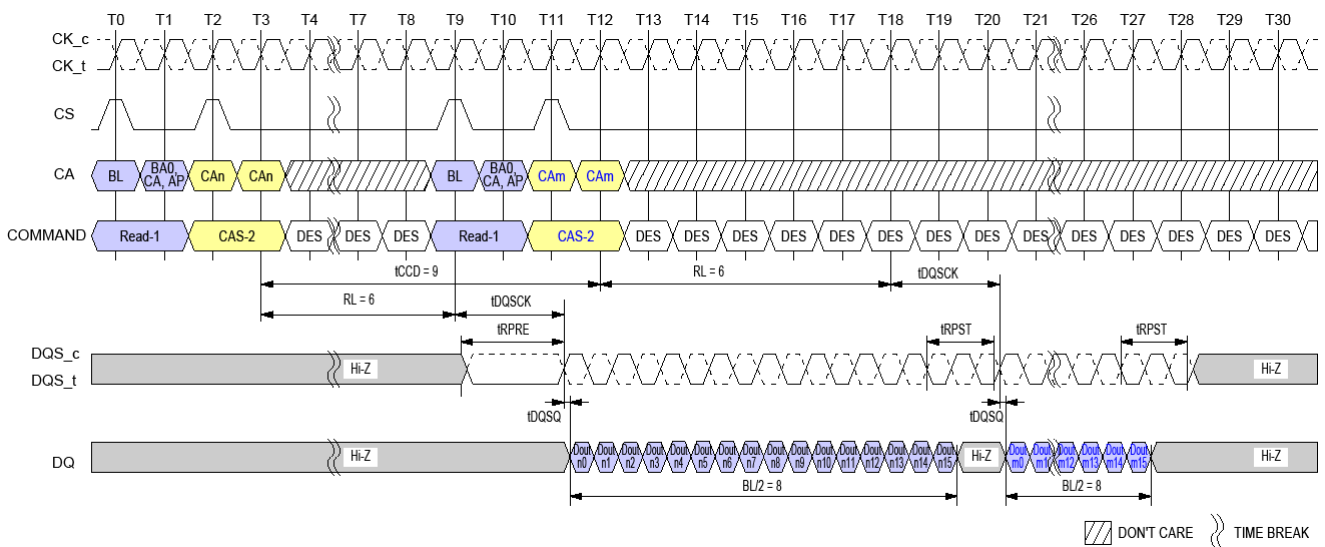 T0 T1 T2 T3 T4 T7 T8 T9 T10 T11 T12 T13 T14 T15 T16 T17 T18 T19 T20 T21 T26 T27 T28 T29 T30
CK_c
CK_t
CS
CA BL BA0, CA, AP CAn CAn BL BA0, CA, AP CAm CAm
COMMAND Read-1 CAS-2 DES DES DES Read-1 CAS-2 DES DES DES DES DES DES DES DES DES DES DES DES DES DES
tCCD = 9 RL = 6 tDQSCK
RL = 6 tDQSCK
tRPRE tRPST tRPST
DQS_c
DQS_t
Hi-Z Hi-Z
tDQSQ tDQSQ
DQ Hi-Z Dout n0 Dout n1 Dout n2 Dout n3 Dout n4 Dout n5 Dout n6 Dout n7 Dout n8 Dout n9 Dout n10 Dout n11 Dout n12 Dout n13 Dout n14 Dout n15 Hi-Z Dout m0 Dout m1 Dout m12 Dout m13 Dout m14 Dout m15 Hi-Z
BL/2 = 8 BL/2 = 8
DON'T CARE TIME BREAK